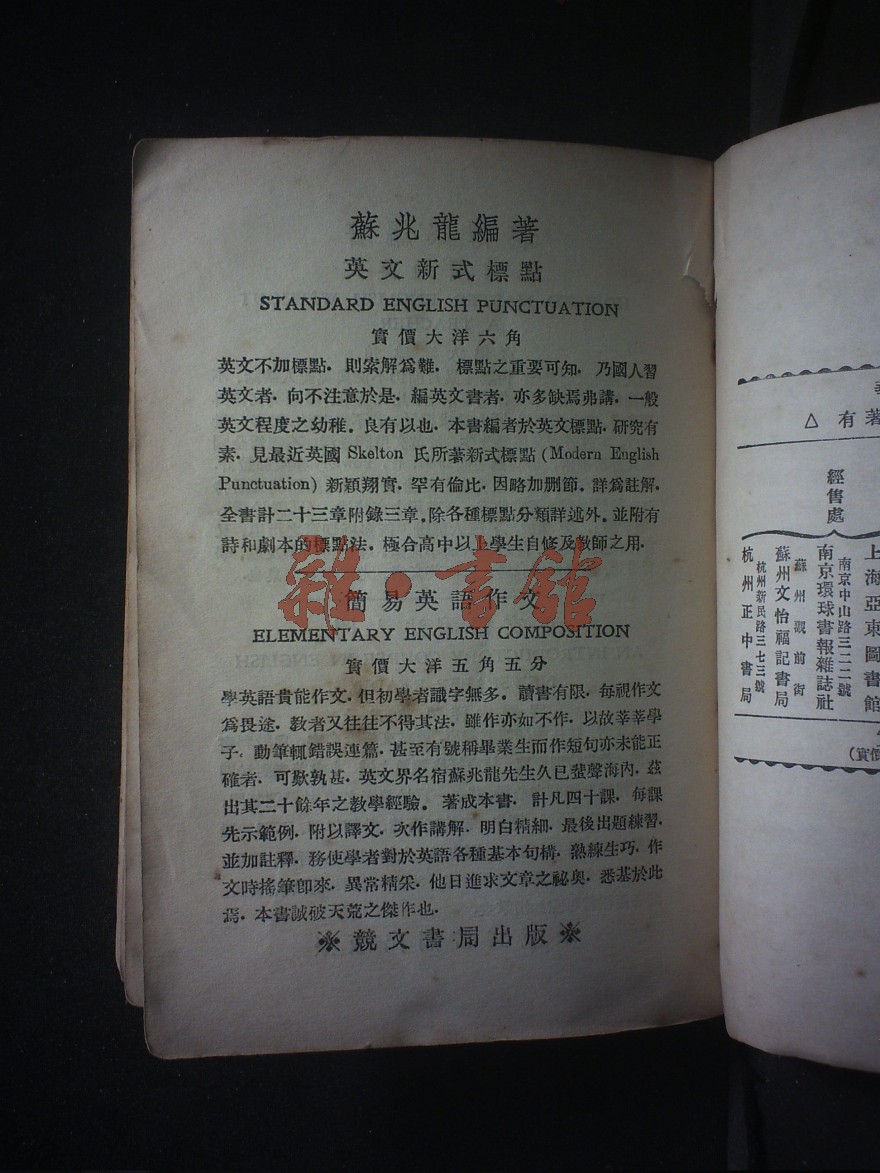 蘇兆龍編著
英文新式標點
STANDARD ENGLISH PUNCTUATION
實價大洋六角
英文不加標點，則索解爲難，標點之重要可知，乃國人習
英文者，向不注意於是，編英文書者，亦多缺焉弗講，一般
英文程度之幼稚。良有以也，本書編者於英文標點，研究有
素，見最近英國 Skelton 氏所著新式標點 (Modern English
Punctuation) 新穎翔實，罕有倫比，因略加刪節。詳爲註解，
全書計二十三章附錄三章。除各種標點分類詳述外。並附有
詩和劇本的標點法，極合高中以上學生自修及教師之用，
雜·書館
簡易英語作文
ELEMENTARY ENGLISH COMPOSITION
實價大洋五角五分
學英語貴能作文，但初學者識字無多。讀書有限，每視作文
爲畏途，教者又往往不得其法，雖作亦如不作，以故莘莘學
子，動筆輒錯誤連篇，甚至有號稱畢業生而作短句亦未能正
確者，可歎孰甚，英文界名宿蘇兆龍先生久已蜚聲海內，茲
出其二十餘年之教學經驗。著成本書，計凡四十課，每課
先示範例，附以譯文，次作講解，明白精細，最後出題練習，
並加註釋，務使學者對於英語各種基本句構，熟練生巧，作
文時搖筆卽來，異常精采，他日進求文章之祕奧，悉基於此
焉，本書誠破天荒之傑作也，
※競文書局出版※
△有著
經售處
上海亞東圖書館
南京中山路三二二號
南京環球書報雜誌社
蘇州觀前街
蘇州文怡福記書局
杭州新民路三七三號
杭州正中書局
(實價